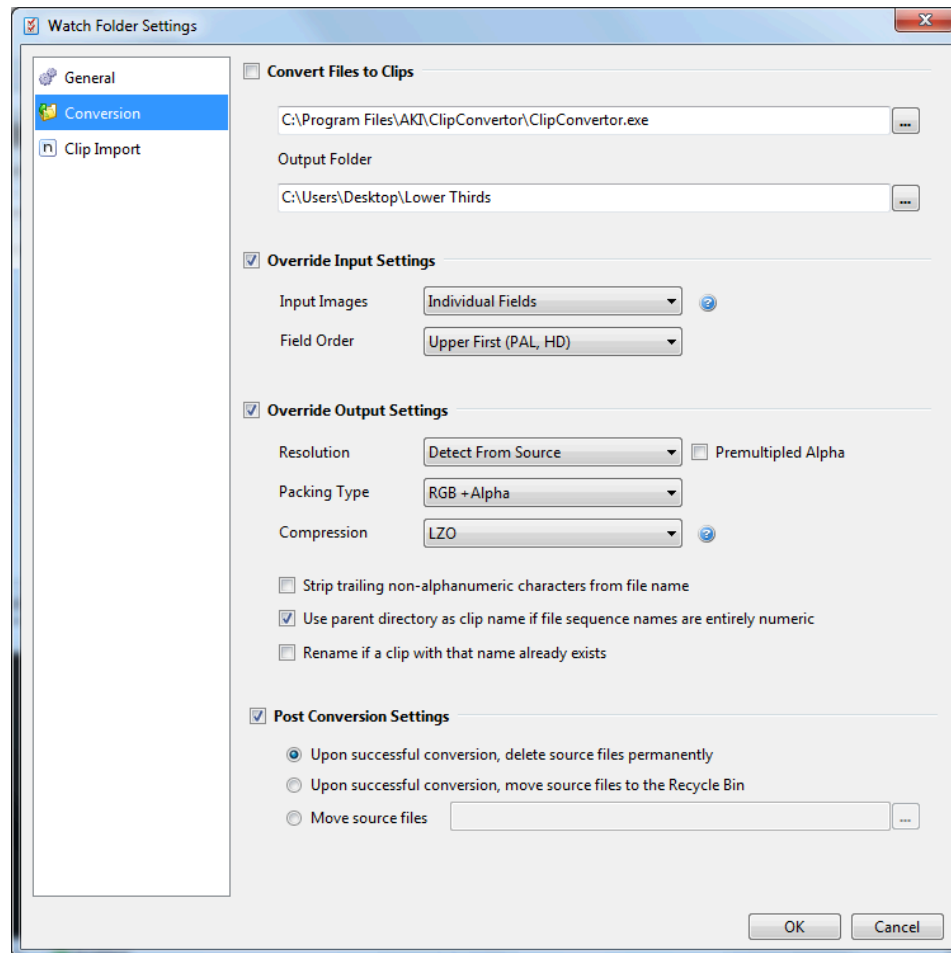 Watch Folder Settings
General
Conversion
Clip Import
Convert Files to Clips
C:\Program Files\AKI\ClipConvertor\ClipConvertor.exe
...
Output Folder
C:\Users\Desktop\Lower Thirds
...
Override Input Settings
Input Images Individual Fields ?
Field Order Upper First (PAL, HD)
Override Output Settings
Resolution Detect From Source Premultipled Alpha
Packing Type RGB +Alpha
Compression LZO ?
Strip trailing non-alphanumeric characters from file name
Use parent directory as clip name if file sequence names are entirely numeric
Rename if a clip with that name already exists
Post Conversion Settings
Upon successful conversion, delete source files permanently
Upon successful conversion, move source files to the Recycle Bin
Move source files ...
OK Cancel